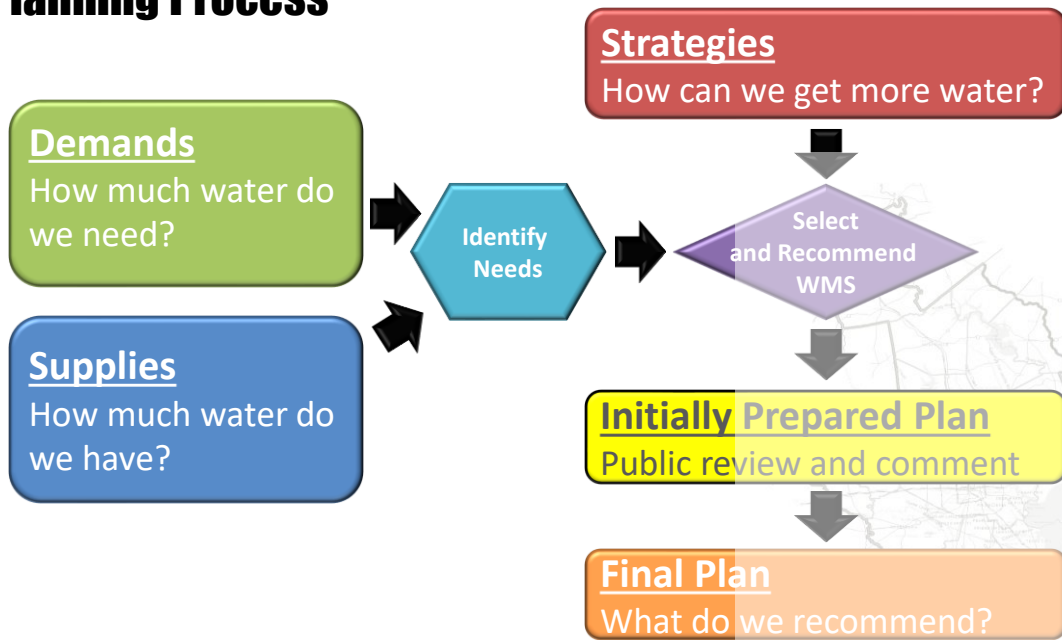 Process
Strategies
How can we get more water?
Demands
How much water do
we need?
Identify
Needs
Select
and Recommend
WMS
Supplies
How much water do
we have?
Initially Prepared Plan
Public review and comment
Final Plan
What do we recommend?